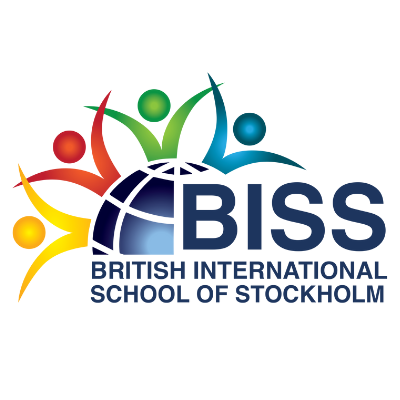 BISS
BRITISH INTERNATIONAL
SCHOOL OF STOCKHOLM